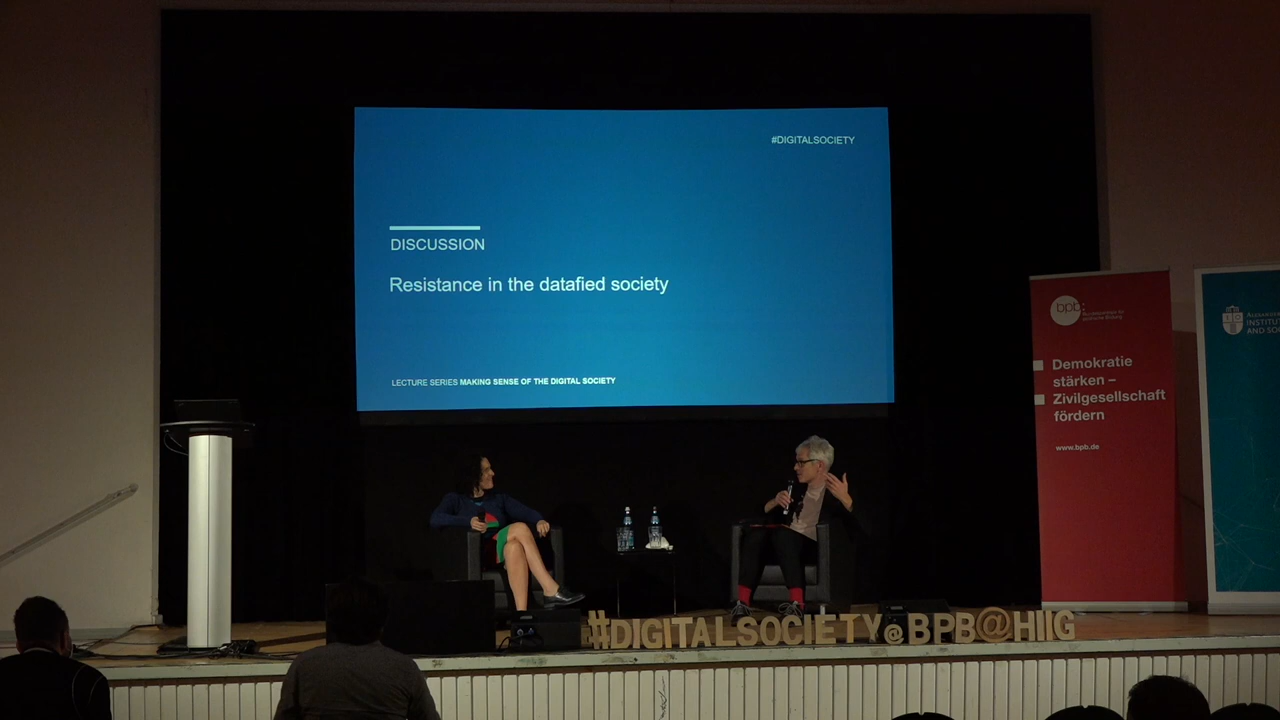 #DIGITALSOCIETY
DISCUSSION
Resistance in the datafied society
LECTURE SERIES MAKING SENSE OF THE DIGITAL SOCIETY
bpb:
Demokratie
stärken –
Zivilgesellschaft
fördern
www.bpb.de
#DIGITALSOCIETY@BPB@HIIG